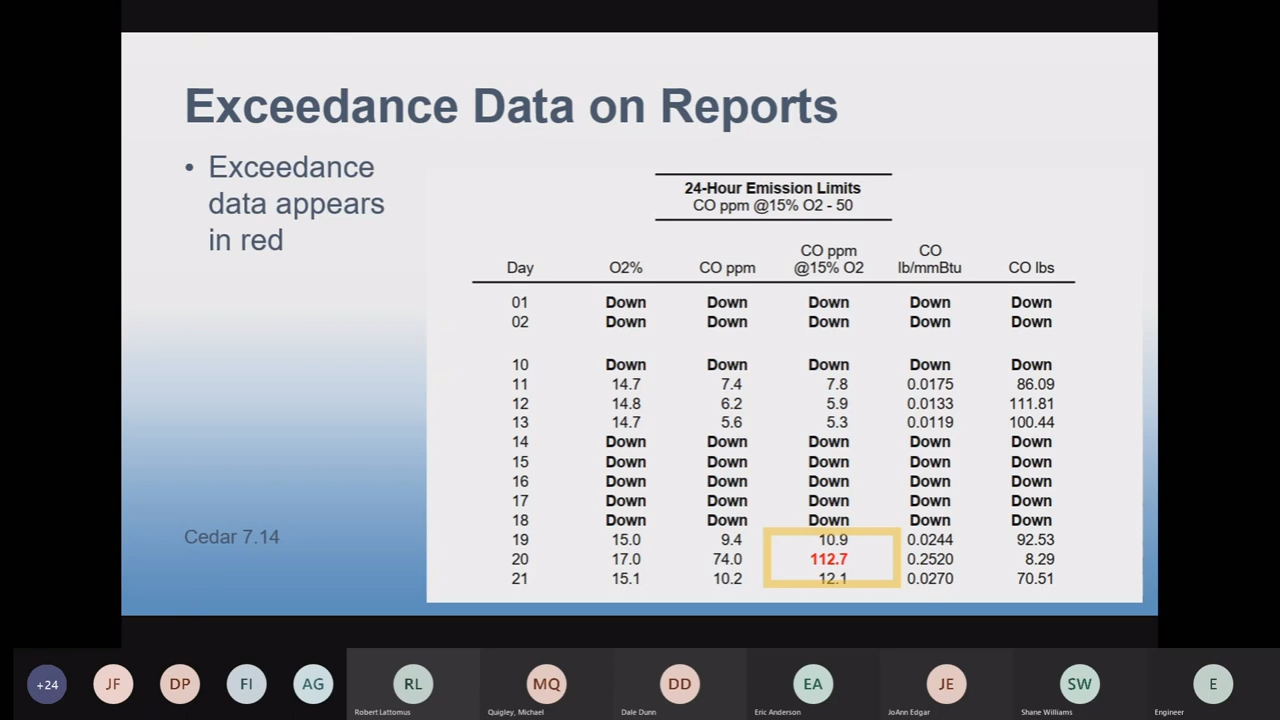 Exceedance Data on Reports
• Exceedance
data appears
in red
24-Hour Emission Limits
CO ppm @15% O2 - 50
Day O2% CO ppm CO ppm @15% O2 CO lb/mmBtu CO lbs
01 Down Down Down Down Down
02 Down Down Down Down Down
10 Down Down Down Down Down
11 14.7 7.4 7.8 0.0175 86.09
12 14.8 6.2 5.9 0.0133 111.81
13 14.7 5.6 5.3 0.0119 100.44
14 Down Down Down Down Down
15 Down Down Down Down Down
16 Down Down Down Down Down
17 Down Down Down Down Down
18 Down Down Down Down Down
19 15.0 9.4 10.9 0.0244 92.53
20 17.0 74.0 112.7 0.2520 8.29
21 15.1 10.2 12.1 0.0270 70.51
Cedar 7.14
+24 JF DP FI AG RL MQ DD EA JE SW E
Robert Lattomus Quigley, Michael Dale Dunn Eric Anderson JoAnn Edgar Shane Williams Engineer